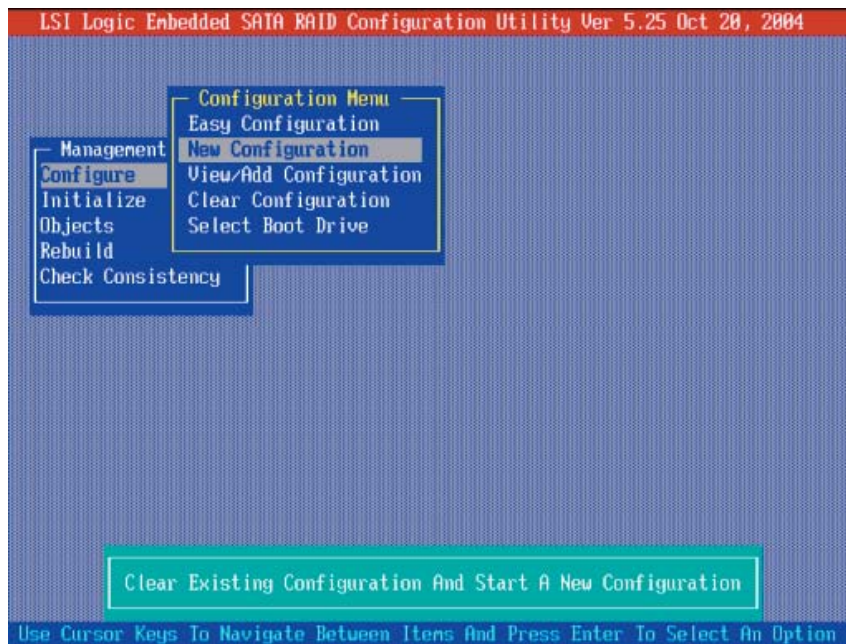 LSI Logic Embedded SATA RAID Configuration Utility Ver 5.25 Oct 20, 2004
Configuration Menu
Easy Configuration
New Configuration
View/Add Configuration
Clear Configuration
Select Boot Drive
Management
Configure
Initialize
Objects
Rebuild
Check Consistency
Clear Existing Configuration And Start A New Configuration
Use Cursor Keys To Navigate Between Items And Press Enter To Select An Option